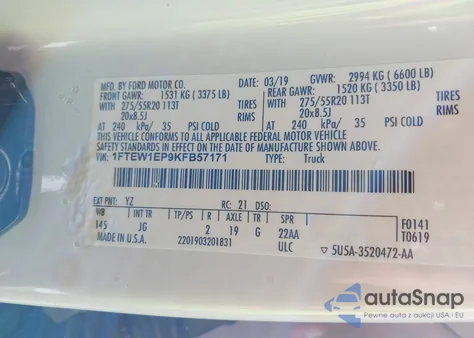 MFD. BY FORD MOTOR CO.
DATE: 03/19 GVWR: 2994 KG ( 6600 LB)
FRONT GAWR: 1531 KG ( 3375 LB)
REAR GAWR: 1520 KG ( 3350 LB)
WITH 275/55R20 113T TIRES WITH 275/55R20 113T TIRES
20x8.5J RIMS 20x8.5J RIMS
AT 240 kPa/ 35 PSI COLD AT 240 kPa/ 35 PSI COLD
THIS VEHICLE CONFORMS TO ALL APPLICABLE FEDERAL MOTOR VEHICLE
SAFETY STANDARDS IN EFFECT ON THE DATE OF MANUFACTURE SHOWN ABOVE.
VIN: 1FTEW1EP9KFB57171 TYPE: Truck
EXT PNT: YZ RC: 21 DSO:
WB INT TR TP/PS R AXLE TR SPR F0141
145 JG 2 19 G 22AA T0619
MADE IN U.S.A. 2201903201831 ULC ▽ 5U5A-3520472-AA
autoSnap
Pewne auta z aukcji USA i EU